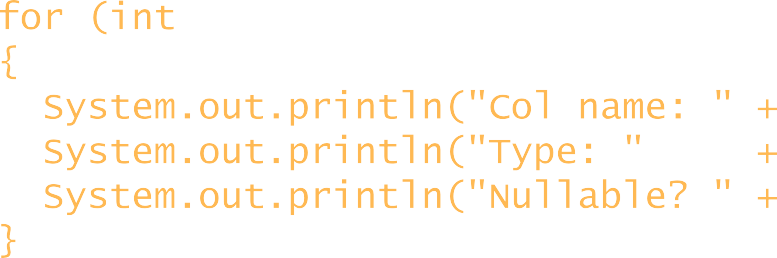 for (int
{
  System.out.println("Col name: " +
  System.out.println("Type: "     +
  System.out.println("Nullable? " +
}